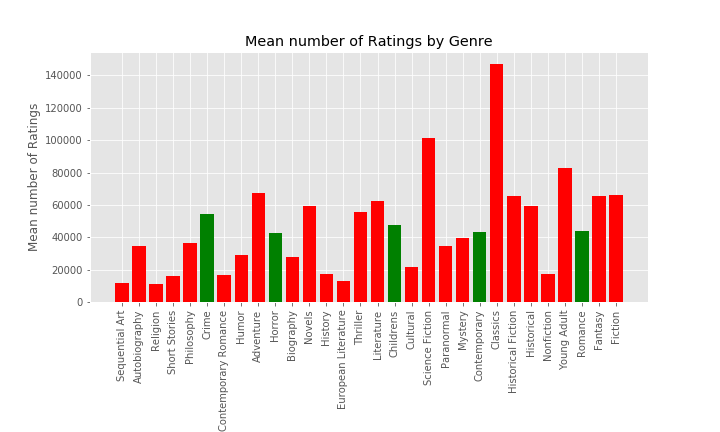 Mean number of Ratings by Genre
Mean number of Ratings
140000
120000
100000
80000
60000
40000
20000
0
Sequential Art
Autobiography
Religion
Short Stories
Philosophy
Crime
Contemporary Romance
Humor
Adventure
Horror
Biography
Novels
History
European Literature
Thriller
Literature
Childrens
Cultural
Science Fiction
Paranormal
Mystery
Contemporary
Classics
Historical Fiction
Historical
Nonfiction
Young Adult
Romance
Fantasy
Fiction